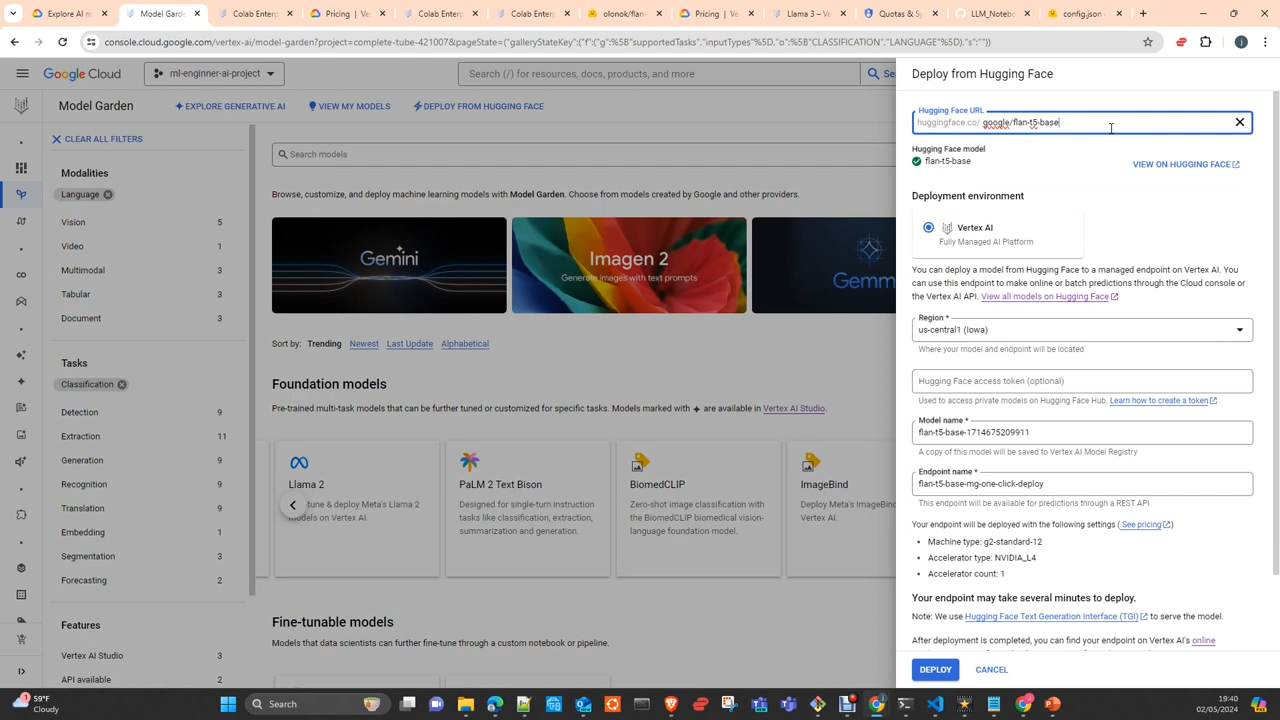 Explore AI m
Model Garden
Colab Enterp
Pricing | Ve
Colab Enter
Colab Enterp
olonok/flan-
Pricing | Ve
Llama 3 –
Quotas & Sy
LLM_Notebo
config.json
console.cloud.google.com/vertex-ai/model-garden?project=complete-tube-421007&pageState=("galleryStateKey":("f":("g":%5B"supportedTasks","inputTypes"%5D,"o":%5B"CLASSIFICATION","LANGUAGE"%5D),"s":""))
Google Cloud
ml-enginner-ai-project
Search (/) for resources, docs, products, and more
Sea
Model Garden
EXPLORE GENERATIVE AI
VIEW MY MODELS
DEPLOY FROM HUGGING FACE
CLEAR ALL FILTERS
Modalities
Language
Vision 5
Video 1
Multimodal 3
Tabular 3
Document 3
Tasks
Classification
Detection 9
Extraction 11
Generation 9
Recognition 9
Translation 9
Embedding 1
Segmentation 9
Forecasting 2
Features
Vertex AI Studio 3
API available
Search models
Browse, customize, and deploy machine learning models with Model Garden. Choose from models created by Google and other providers.
Gemini
Imagen 2
Generate images with text prompts
Gemm
Sort by: Trending Newest Last Update Alphabetical
Foundation models
Pre-trained multi-task models that can be further tuned or customized for specific tasks. Models marked with are available in Vertex AI Studio.
Llama 2
tune & deploy Meta's Llama 2
models on Vertex AI.
PaLM 2 Text Bison
Designed for single-turn instruction
tasks like classification, extraction,
summarization and generation.
BiomedCLIP
Zero-shot image classification with
the BiomedCLIP biomedical vision-
language foundation model.
ImageBind
Deploy Meta's ImageBin
Vertex AI.
Fine-tunable models
Models that data scientists can further fine-tune through a custom notebook or pipeline.
Deploy from Hugging Face
Hugging Face URL
huggingface.co/ google/flan-t5-base
Hugging Face model
flan-t5-base
VIEW ON HUGGING FACE
Deployment environment
Vertex AI
Fully Managed AI Platform
You can deploy a model from Hugging Face to a managed endpoint on Vertex AI. You
can use this endpoint to make online or batch predictions through the Cloud console or
the Vertex AI API. View all models on Hugging Face
Region *
us-central1 (Iowa)
Where your model and endpoint will be located
Hugging Face access token (optional)
Used to access private models on Hugging Face Hub. Learn how to create a token
Model name *
flan-t5-base-1714675209911
A copy of this model will be saved to Vertex AI Model Registry
Endpoint name *
flan-t5-base-mg-one-click-deploy
This endpoint will be available for predictions through a REST API
Your endpoint will be deployed with the following settings ( See pricing )
Machine type: g2-standard-12
Accelerator type: NVIDIA_L4
Accelerator count: 1
Your endpoint may take several minutes to deploy.
Note: We use Hugging Face Text Generation Interface (TGI) to serve the model.
After deployment is completed, you can find your endpoint on Vertex AI's online
DEPLOY
CANCEL
59°F
Cloudy
Search
19:40
02/05/2024